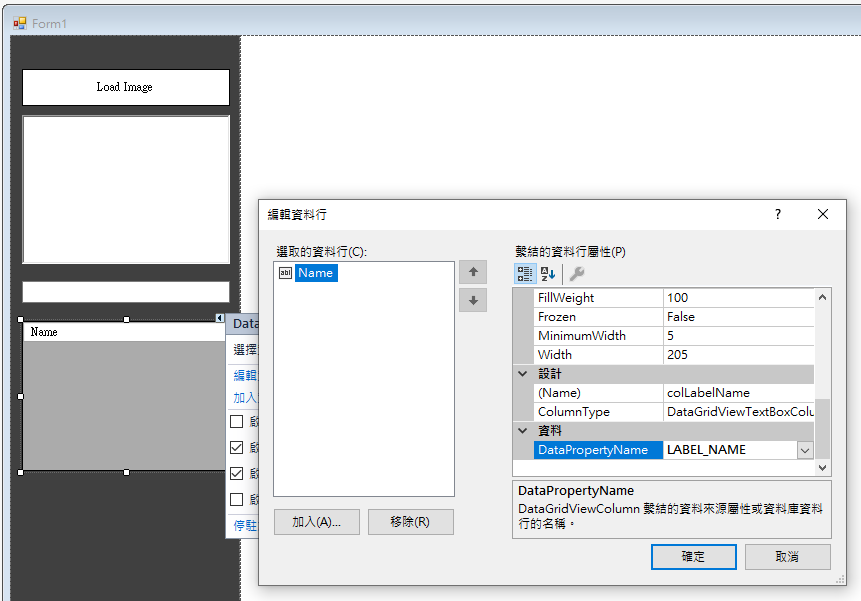 Form1
Load Image
Name
Data
選擇
編輯
加入
啟
啟
啟
啟
停駐
編輯資料行
?
選取的資料行(C):
abl Name
加入(A)...
移除(R)
繫結的資料行屬性(P)
FillWeight 100
Frozen False
MinimumWidth 5
Width 205
設計
(Name) colLabelName
ColumnType DataGridViewTextBoxColu
資料
DataPropertyName LABEL_NAME
DataPropertyName
DataGridViewColumn 繫結的資料來源屬性或資料庫資料
行的名稱。
確定
取消